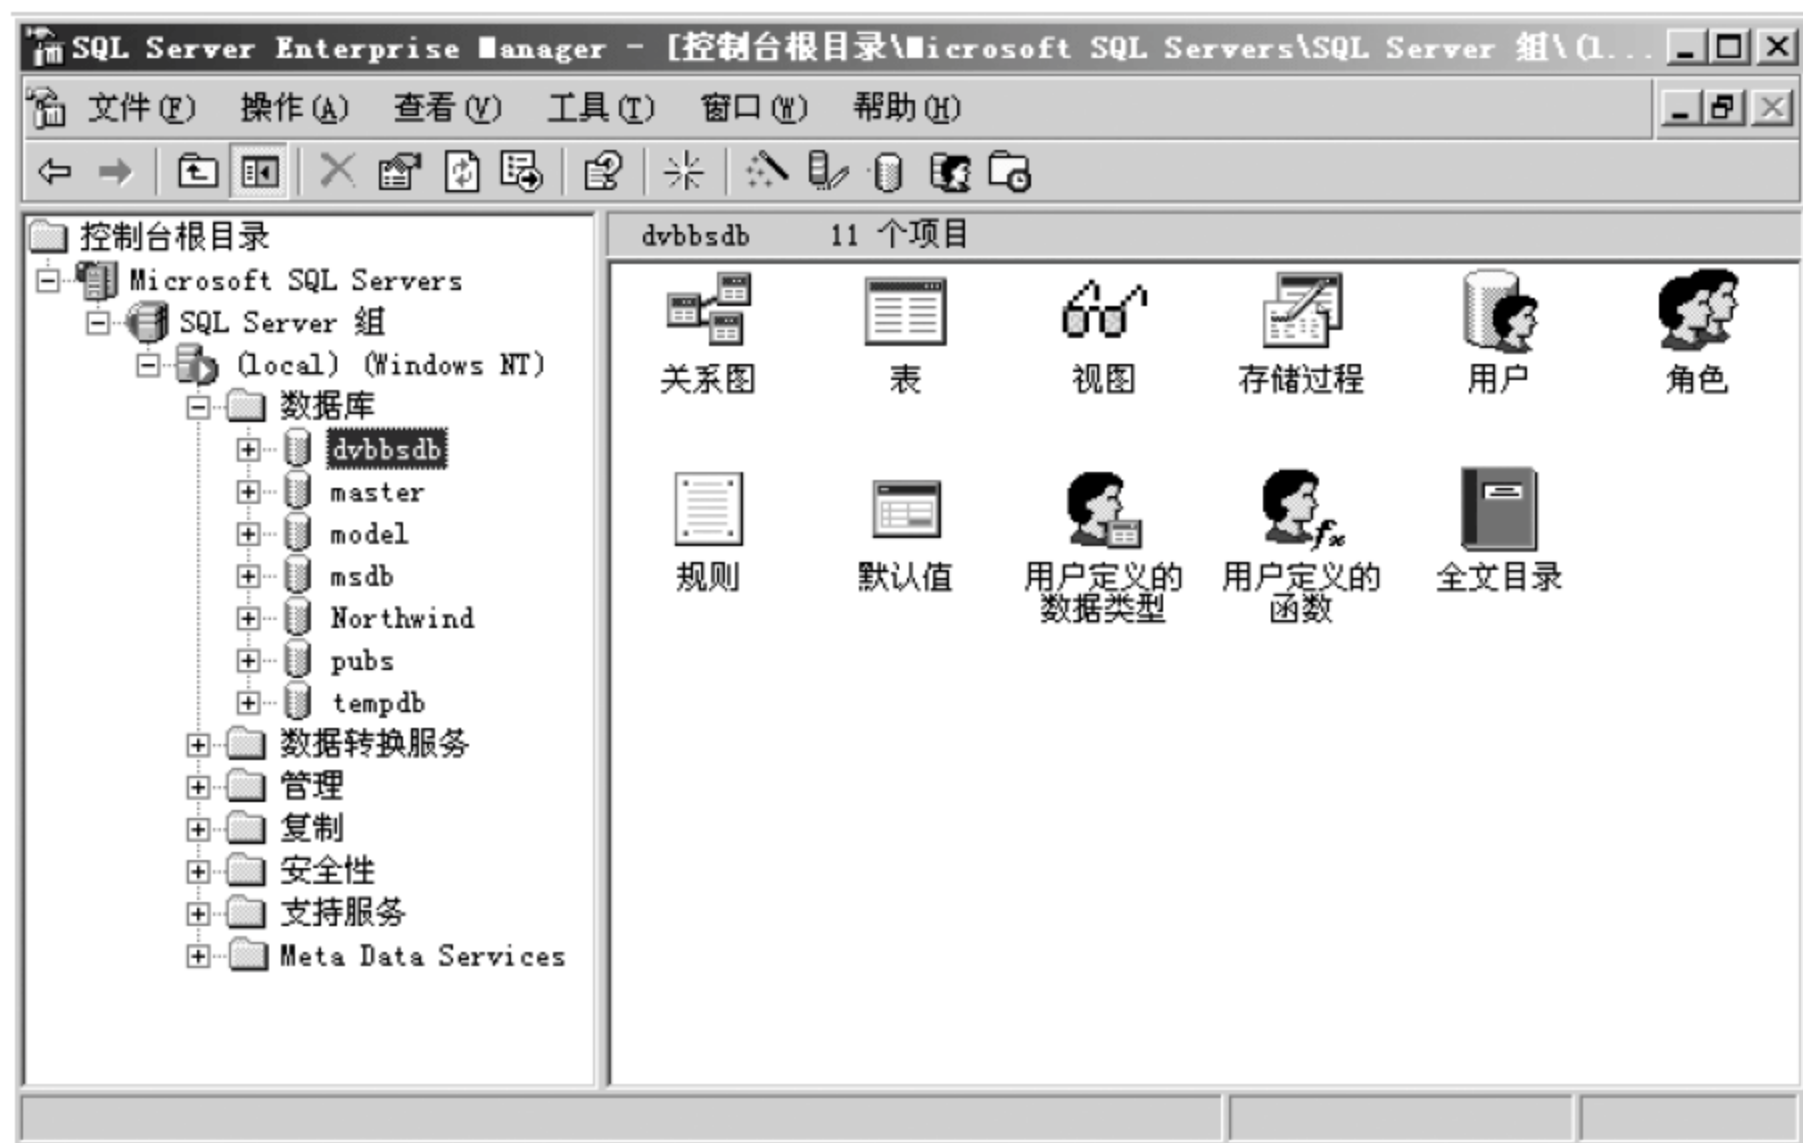 SQL Server Enterprise Manager - [控制台根目录\Microsoft SQL Servers\SQL Server 组\(l...
文件(F) 操作(A) 查看(V) 工具(T) 窗口(W) 帮助(H)
控制台根目录
Microsoft SQL Servers
SQL Server 组
(local) (Windows NT)
数据库
dvbbsdb
master
model
msdb
Northwind
pubs
tempdb
数据转换服务
管理
复制
安全性
支持服务
Meta Data Services
dvbbsdb 11 个项目
关系图 表 视图 存储过程 用户 角色
规则 默认值 用户定义的 用户定义的 全文目录
数据类型 函数